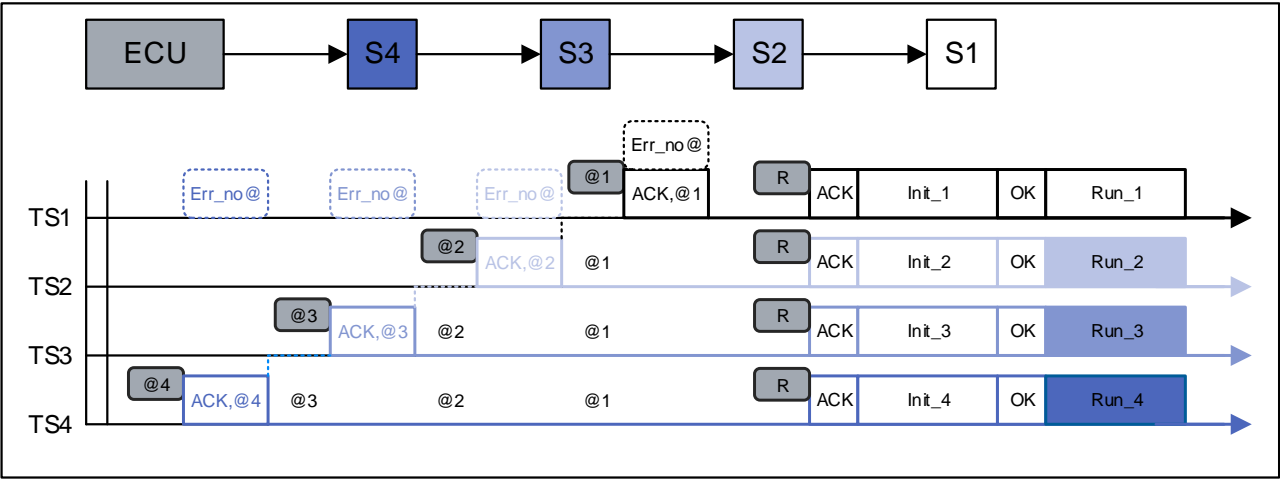 ECU S4 S3 S2 S1
Err_no@
Err_no@ Err_no@ Err_no@ @1 ACK,@1 R ACK Init_1 OK Run_1
TS1
@2 ACK,@2 @1 R ACK Init_2 OK Run_2
TS2
@3 ACK,@3 @2 @1 R ACK Init_3 OK Run_3
TS3
@4 ACK,@4 @3 @2 @1 R ACK Init_4 OK Run_4
TS4